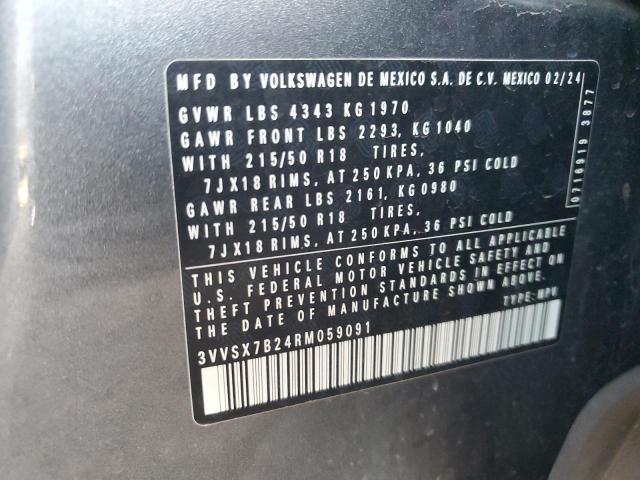 MFD BY VOLKSWAGEN DE MEXICO S.A. DE C.V. MEXICO 02/24
GVWR LBS 4343 KG 1970
GAWR FRONT LBS 2293, KG 1040
WITH 215/50 R18 TIRES,
7JX18 RIMS, AT 250 KPA, 36 PSI COLD
GAWR REAR LBS 2161, KG 0980
WITH 215/50 R18 TIRES,
7JX18 RIMS, AT 250 KPA, 36 PSI COLD
THIS VEHICLE CONFORMS TO ALL APPLICABLE
U.S. FEDERAL MOTOR VEHICLE SAFETY AND
THEFT PREVENTION STANDARDS IN EFFECT ON
THE DATE OF MANUFACTURE SHOWN ABOVE.
3VVSX7B24RM059091 TYPE-MPV
0716919 3877